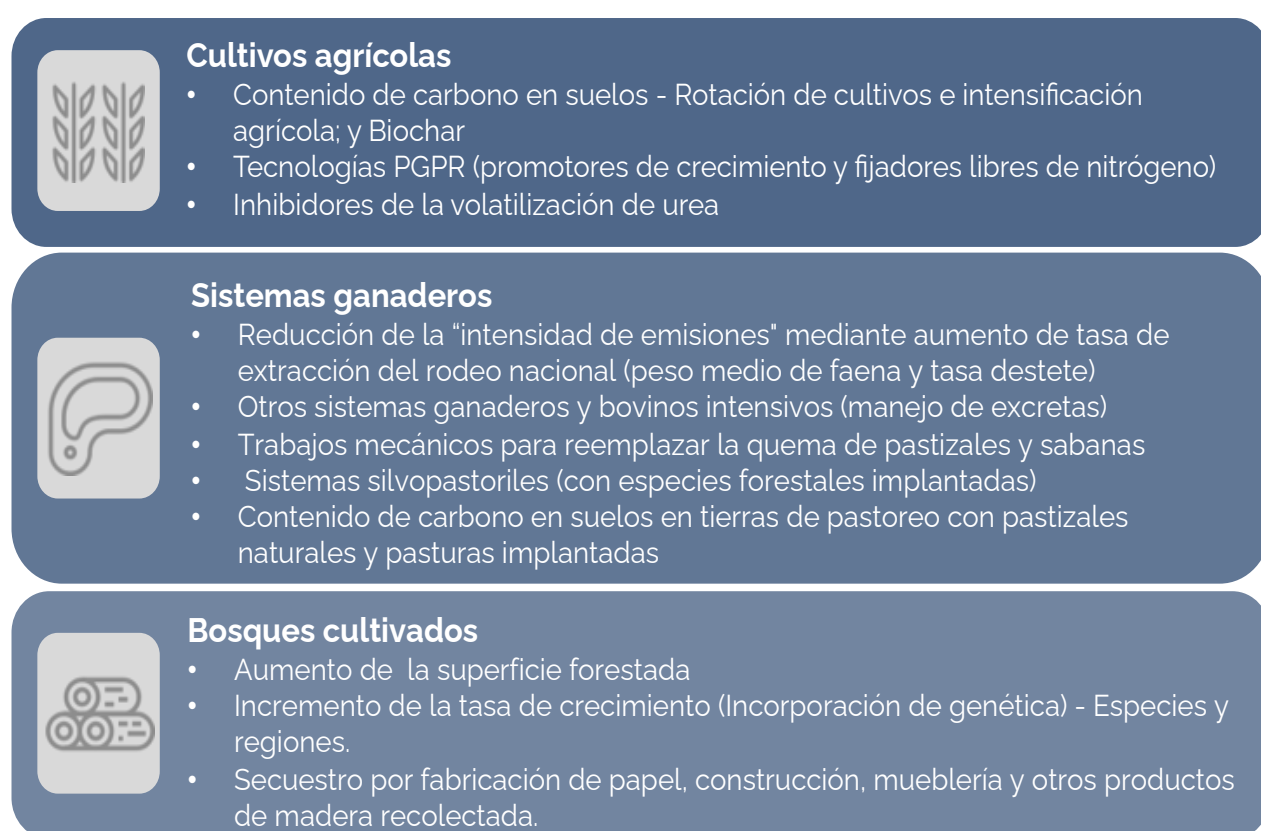 Cultivos agrícolas
• Contenido de carbono en suelos - Rotación de cultivos e intensificación
agrícola; y Biochar
• Tecnologías PGPR (promotores de crecimiento y fijadores libres de nitrógeno)
• Inhibidores de la volatilización de urea
Sistemas ganaderos
• Reducción de la “intensidad de emisiones" mediante aumento de tasa de
extracción del rodeo nacional (peso medio de faena y tasa destete)
• Otros sistemas ganaderos y bovinos intensivos (manejo de excretas)
• Trabajos mecánicos para reemplazar la quema de pastizales y sabanas
• Sistemas silvopastoriles (con especies forestales implantadas)
• Contenido de carbono en suelos en tierras de pastoreo con pastizales
naturales y pasturas implantadas
Bosques cultivados
• Aumento de  la superficie forestada
• Incremento de la tasa de crecimiento (Incorporación de genética) - Especies y
regiones.
• Secuestro por fabricación de papel, construcción, mueblería y otros productos
de madera recolectada.